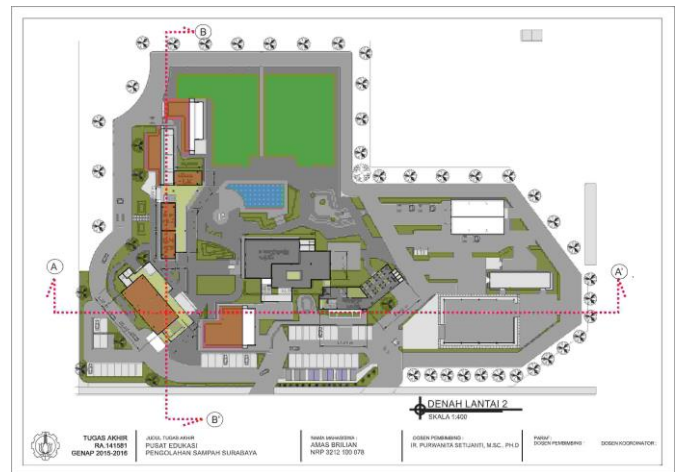 B
A
A'
B'
DENAH LANTAI 2
SKALA 1:400
TUGAS AKHIR
RA.141581
GENAP 2015-2016
JUDUL TUGAS AKHIR
PUSAT EDUKASI
PENGOLAHAN SAMPAH SURABAYA
NAMA MAHASISWA :
AMAS BRILIAN
NRP 3212 100 078
DOSEN PEMBIMBING :
IR. PURWANITA SETIJANTI, M.SC, PH.D
PARAF :
DOSEN PEMBIMBING :
DOSEN KOORDINATOR :